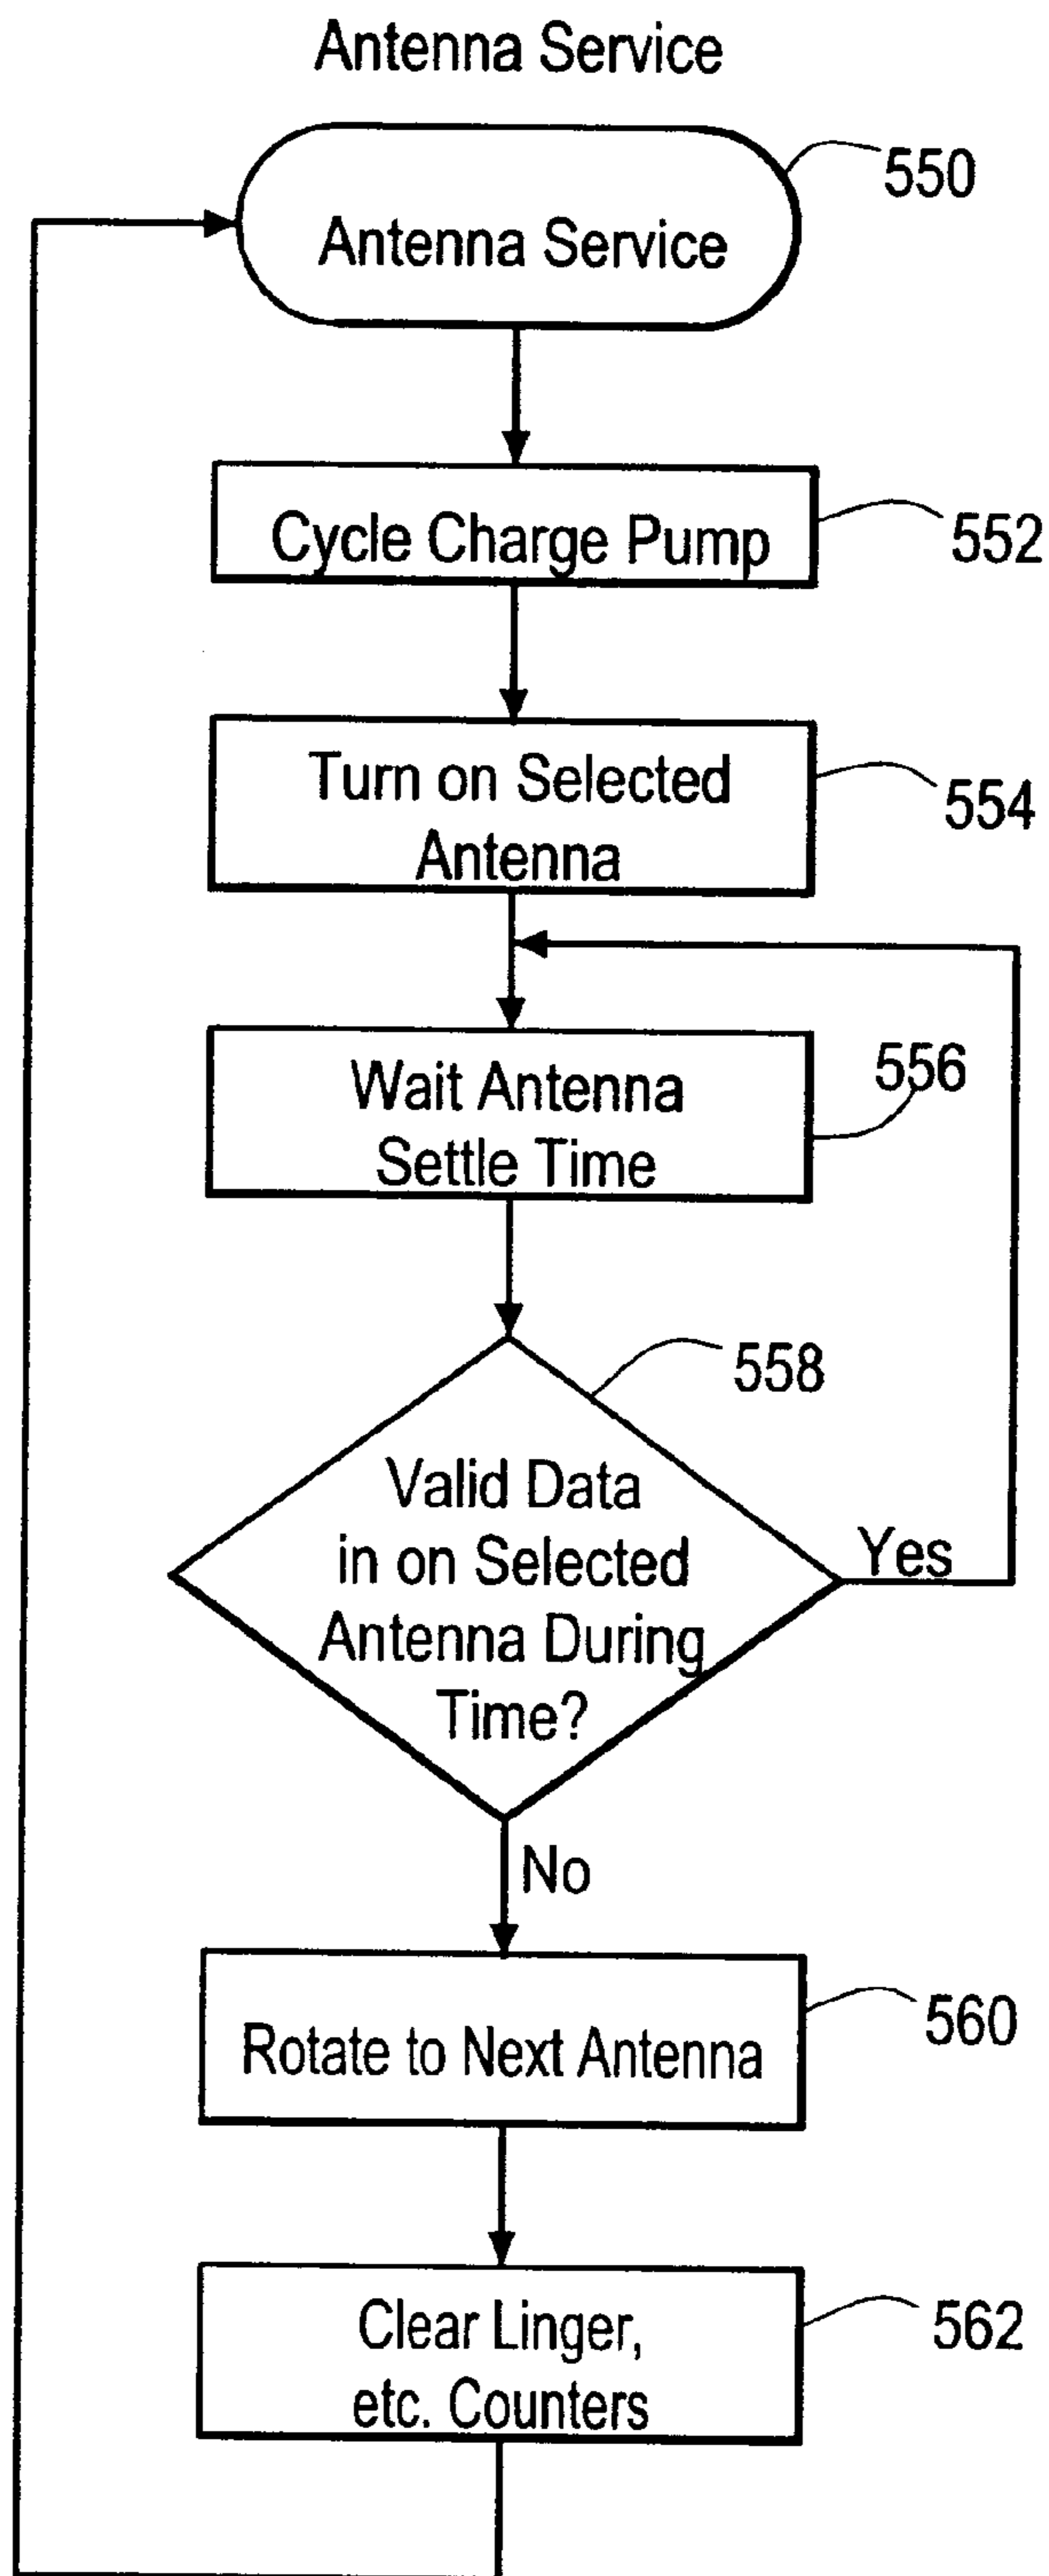 Antenna Service
550
Antenna Service
Cycle Charge Pump
552
Turn on Selected
Antenna
554
Wait Antenna
Settle Time
556
558
Valid Data
in on Selected
Antenna During
Time?
Yes
No
Rotate to Next Antenna
560
Clear Linger,
etc. Counters
562